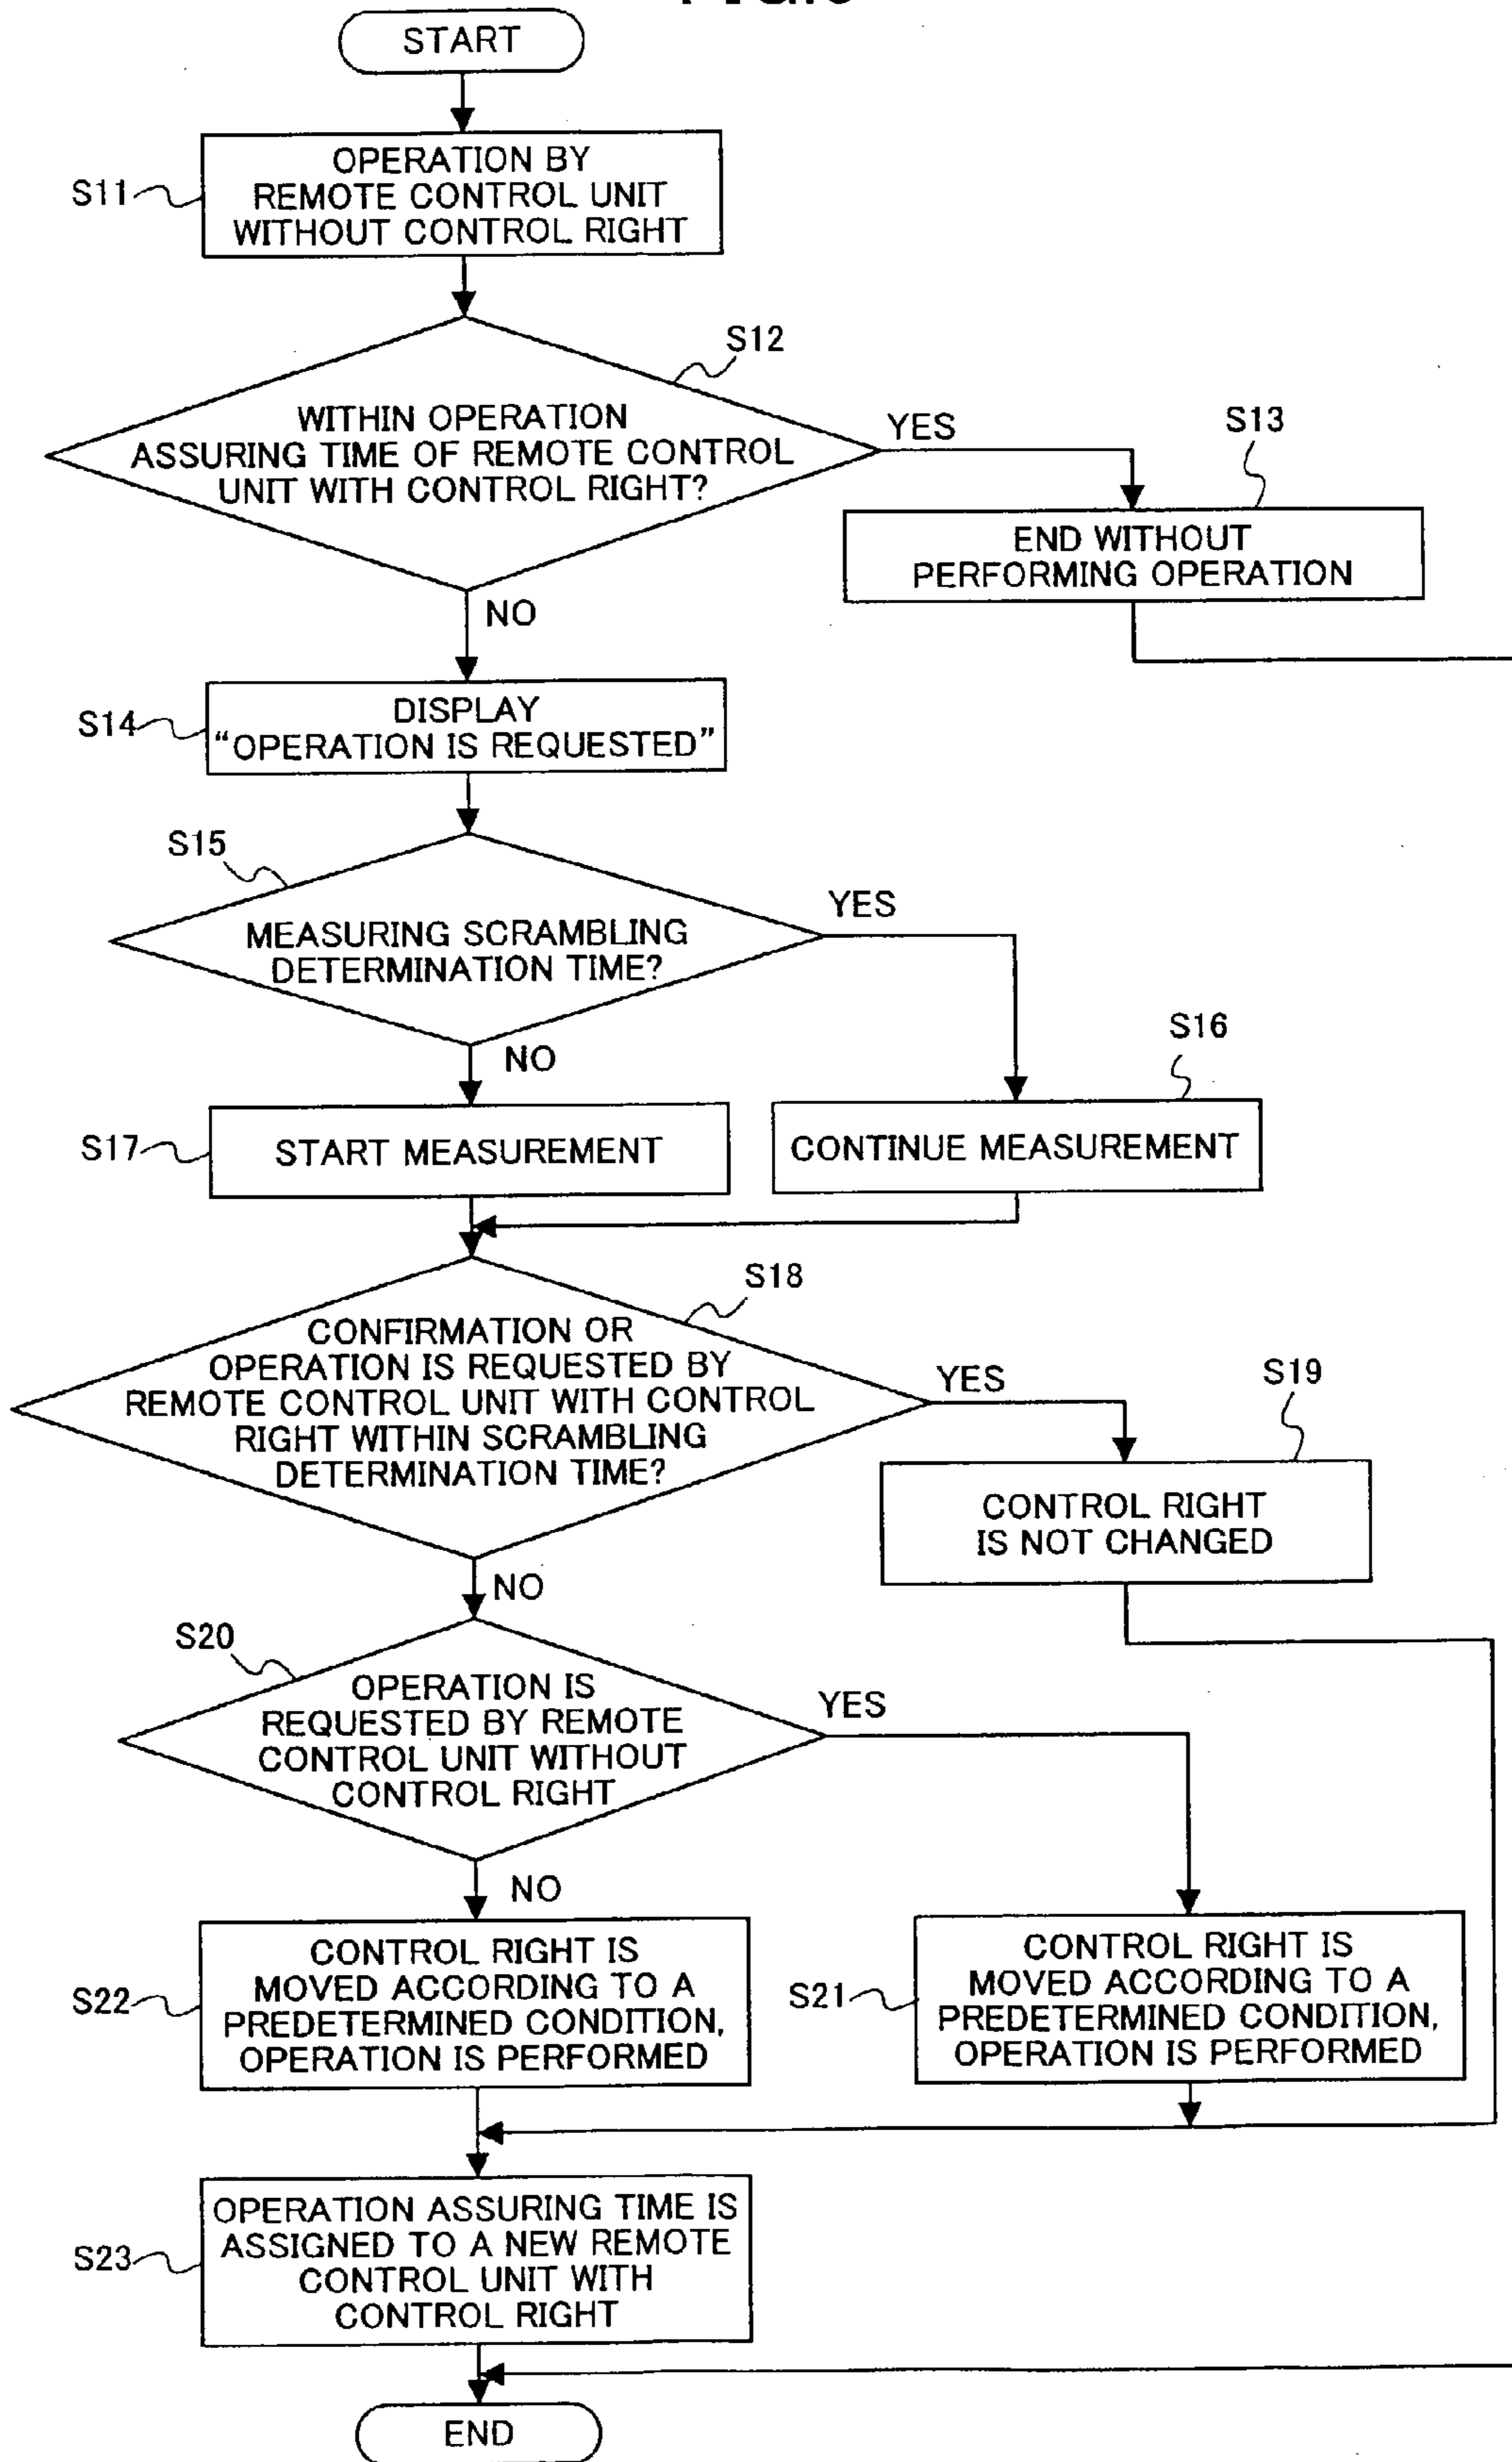 START
S11
OPERATION BY
REMOTE CONTROL UNIT
WITHOUT CONTROL RIGHT
S12
WITHIN OPERATION
ASSURING TIME OF REMOTE CONTROL
UNIT WITH CONTROL RIGHT?
YES
S13
END WITHOUT
PERFORMING OPERATION
NO
S14
DISPLAY
“OPERATION IS REQUESTED”
S15
MEASURING SCRAMBLING
DETERMINATION TIME?
YES
S16
CONTINUE MEASUREMENT
NO
S17
START MEASUREMENT
S18
CONFIRMATION OR
OPERATION IS REQUESTED BY
REMOTE CONTROL UNIT WITH CONTROL
RIGHT WITHIN SCRAMBLING
DETERMINATION TIME?
YES
S19
CONTROL RIGHT
IS NOT CHANGED
NO
S20
OPERATION IS
REQUESTED BY REMOTE
CONTROL UNIT WITHOUT
CONTROL RIGHT
YES
NO
S22
CONTROL RIGHT IS
MOVED ACCORDING TO A
PREDETERMINED CONDITION,
OPERATION IS PERFORMED
S21
CONTROL RIGHT IS
MOVED ACCORDING TO A
PREDETERMINED CONDITION,
OPERATION IS PERFORMED
S23
OPERATION ASSURING TIME IS
ASSIGNED TO A NEW REMOTE
CONTROL UNIT WITH
CONTROL RIGHT
END